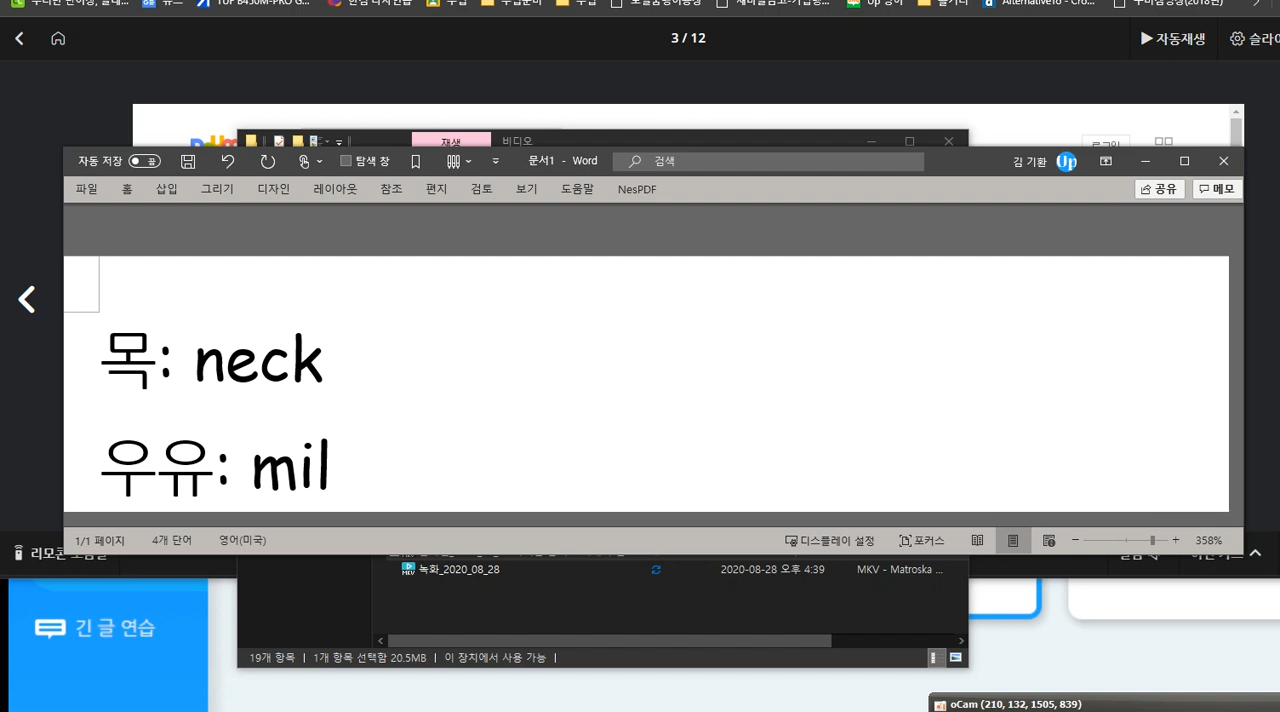 3 / 12
▶ 자동재생
재생 비디오
자동 저장 탐색 창 문서1 - Word 검색 김 기환 Up
파일 홈 삽입 그리기 디자인 레이아웃 참조 편지 검토 보기 도움말 NesPDF 공유 메모
목: neck
우유: mil
1/1 페이지 4개 단어 영어(미국) 디스플레이 설정 포커스 358%
녹화_2020_08_28 2020-08-28 오후 4:39 MKV - Matroska ...
긴 글 연습
19개 항목 1개 항목 선택함 20.5MB 이 장치에서 사용 가능
oCam (210, 132, 1505, 839)